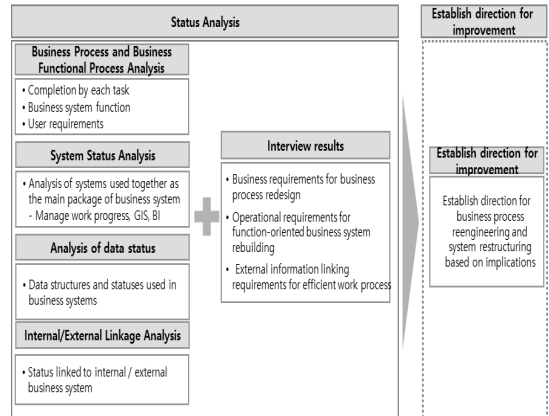 Status Analysis
Business Process and Business
Functional Process Analysis
• Completion by each task
• Business system function
• User requirements
System Status Analysis
• Analysis of systems used together as
the main package of business system
- Manage work progress, GIS, BI
Analysis of data status
• Data structures and statuses used in
business systems
Internal/External Linkage Analysis
• Status linked to internal / external
business system
Interview results
• Business requirements for business
process redesign
• Operational requirements for
function-oriented business system
rebuilding
• External information linking
requirements for efficient work process
Establish direction for
improvement
Establish direction for
improvement
Establish direction for
business process
reengineering and
system restructuring
based on implications